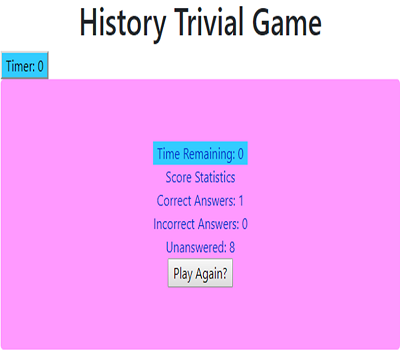 History Trivial Game
Timer: 0
Time Remaining: 0
Score Statistics
Correct Answers: 1
Incorrect Answers: 0
Unanswered: 8
Play Again?